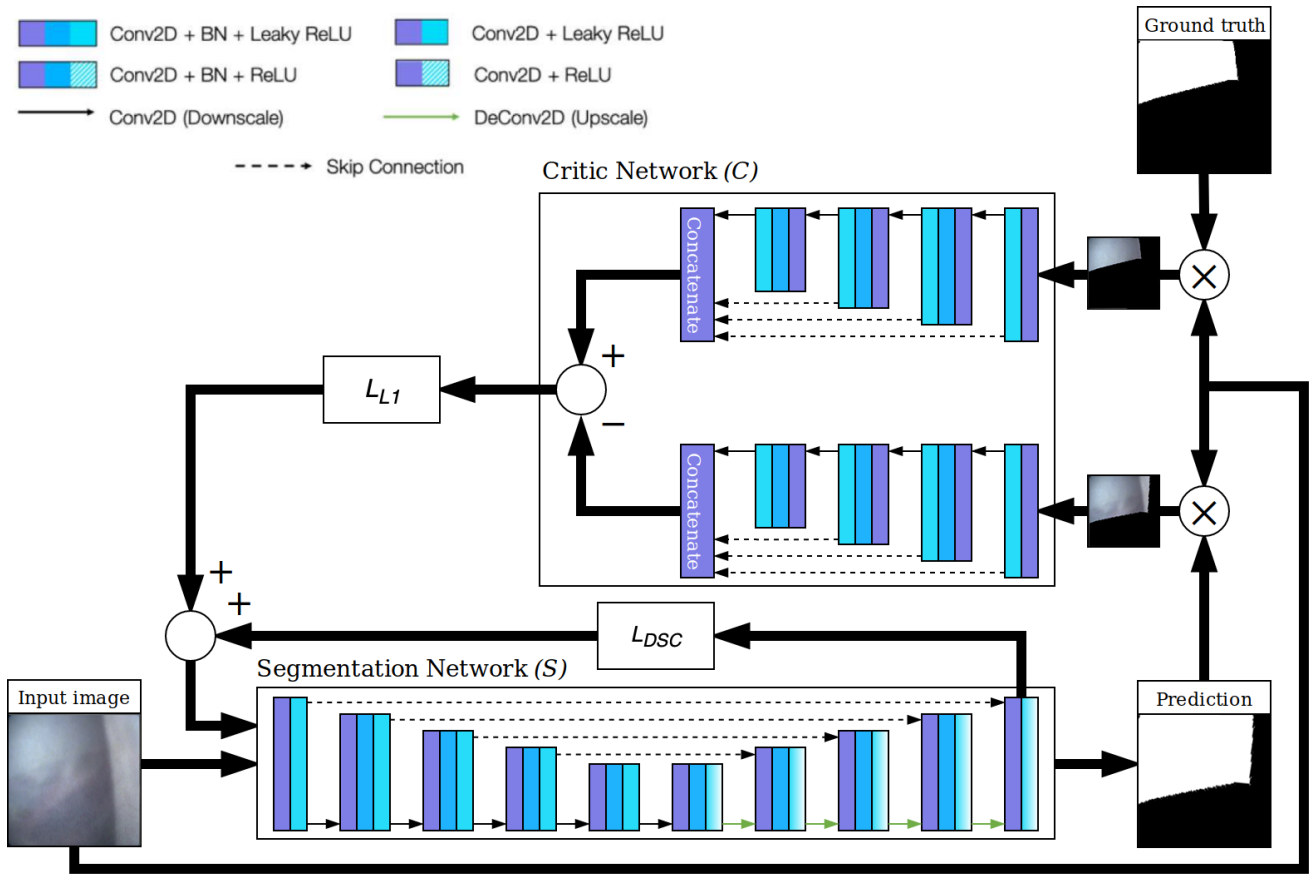 Conv2D + BN + Leaky ReLU
Conv2D + Leaky ReLU
Conv2D + BN + ReLU
Conv2D + ReLU
Conv2D (Downscale)
DeConv2D (Upscale)
Skip Connection
Ground truth
Critic Network (C)
Concatenate
×
+
L_L1
−
Concatenate
×
+
+
L_DSC
Segmentation Network (S)
Input image
Prediction